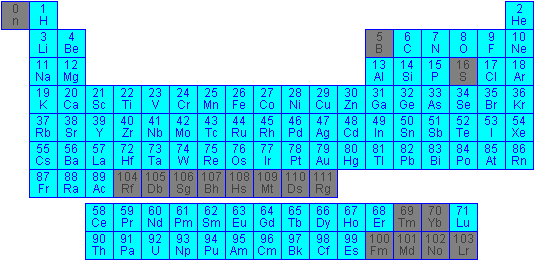 0 1 2
n H He
3 4 5 6 7 8 9 10
Li Be B C N O F Ne
11 12 13 14 15 16 17 18
Na Mg Al Si P S Cl Ar
19 20 21 22 23 24 25 26 27 28 29 30 31 32 33 34 35 36
K Ca Sc Ti V Cr Mn Fe Co Ni Cu Zn Ga Ge As Se Br Kr
37 38 39 40 41 42 43 44 45 46 47 48 49 50 51 52 53 54
Rb Sr Y Zr Nb Mo Tc Ru Rh Pd Ag Cd In Sn Sb Te I Xe
55 56 57 72 73 74 75 76 77 78 79 80 81 82 83 84 85 86
Cs Ba La Hf Ta W Re Os Ir Pt Au Hg Tl Pb Bi Po At Rn
87 88 89 104 105 106 107 108 109 110 111
Fr Ra Ac Rf Db Sg Bh Hs Mt Ds Rg
58 59 60 61 62 63 64 65 66 67 68 69 70 71
Ce Pr Nd Pm Sm Eu Gd Tb Dy Ho Er Tm Yb Lu
90 91 92 93 94 95 96 97 98 99 100 101 102 103
Th Pa U Np Pu Am Cm Bk Cf Es Fm Md No Lr